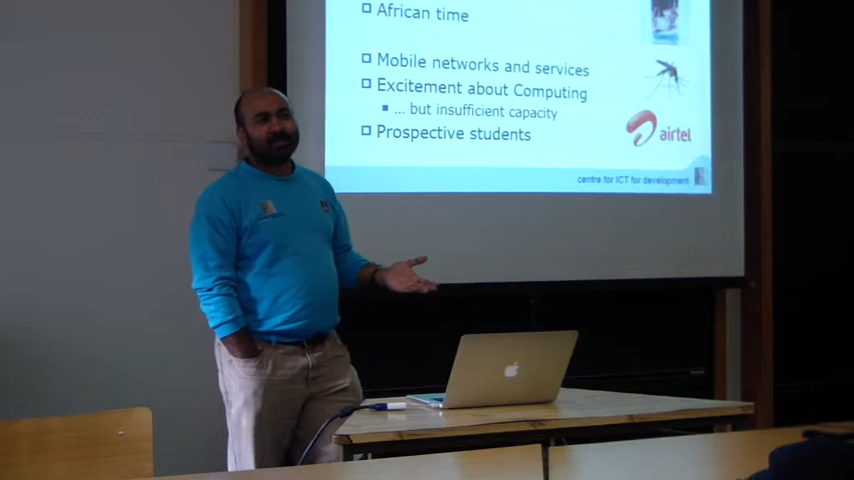 African time
Mobile networks and services
Excitement about Computing
... but insufficient capacity
Prospective students
airtel
centre for ICT for development